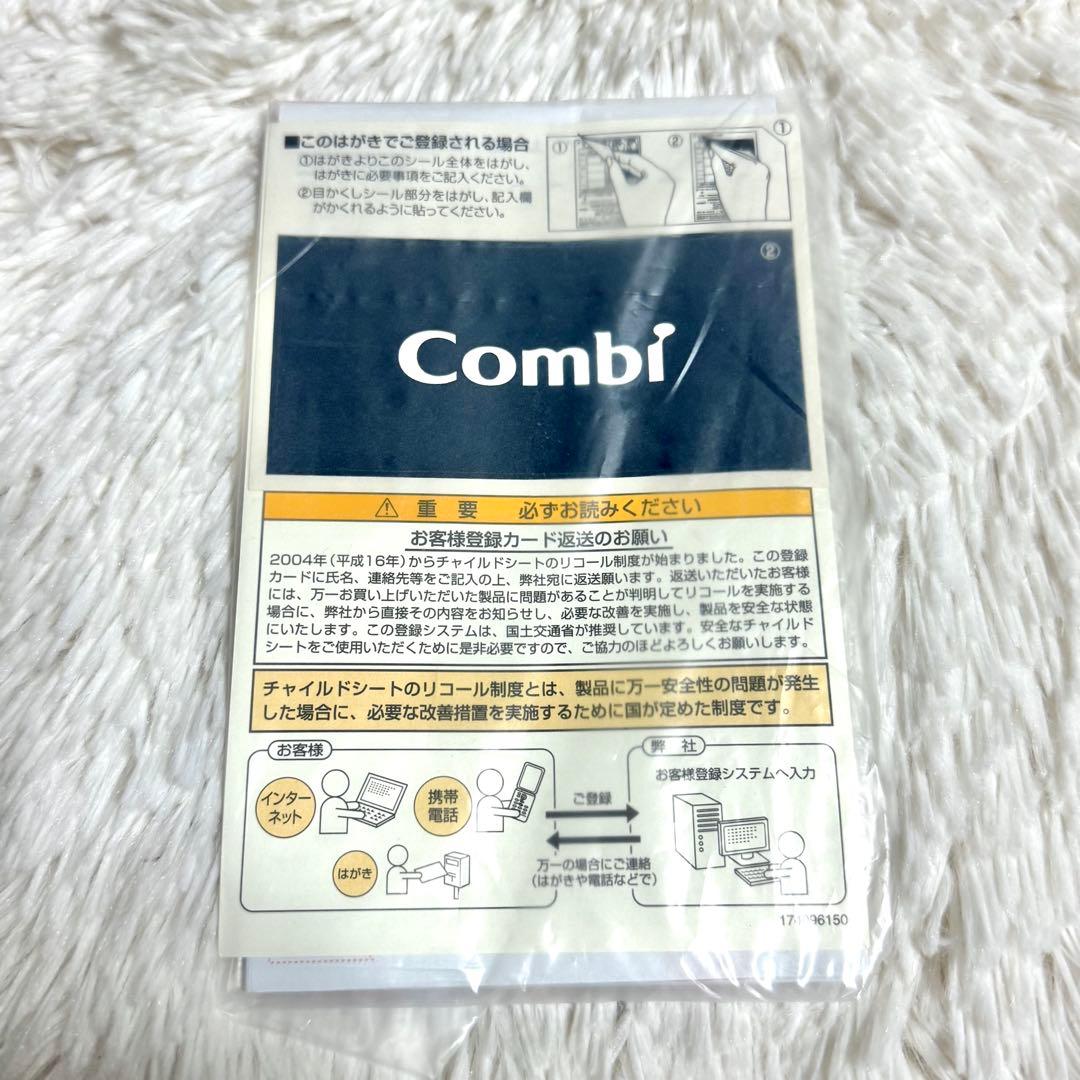 ■このはがきでご登録される場合
①はがきよりこのシール全体をはがし、
はがきに必要事項をご記入ください。
②目かくしシール部分をはがし、記入欄
がかくれるように貼ってください。
①
②
①
②
Combi
⚠ 重要 必ずお読みください
お客様登録カード返送のお願い
2004年（平成16年）からチャイルドシートのリコール制度が始まりました。この登録
カードに氏名、連絡先等をご記入の上、弊社宛に返送願います。返送いただいたお客様
には、万一お買い上げいただいた製品に問題があることが判明してリコールを実施する
場合に、弊社から直接その内容をお知らせし、必要な改善を実施し、製品を安全な状態
にいたします。この登録システムは、国土交通省が推奨しています。安全なチャイルド
シートをご使用いただくために是非必要ですので、ご協力のほどよろしくお願いします。
チャイルドシートのリコール制度とは、製品に万一安全性の問題が発生
した場合に、必要な改善措置を実施するために国が定めた制度です。
お客様
インター
ネット
携帯
電話
はがき
ご登録
万一の場合にご連絡
（はがきや電話などで）
弊社
お客様登録システムへ入力